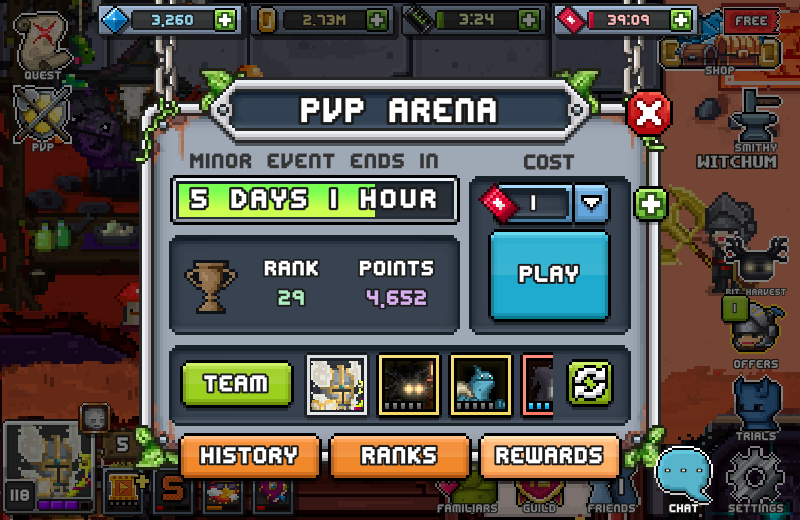 3,260
2.73M
3:24
39:09
FREE
QUEST
SHOP
PVP ARENA
PVP
SMITHY
MINOR EVENT ENDS IN
COST
WITCHUM
5 DAYS 1 HOUR
1
PLAY
RANK
POINTS
29
4,652
1
OFFERS
TEAM
TRIALS
5
HISTORY
RANKS
REWARDS
118
S
CHAT
FAMILIARS
GUILD
FRIENDS
SETTINGS